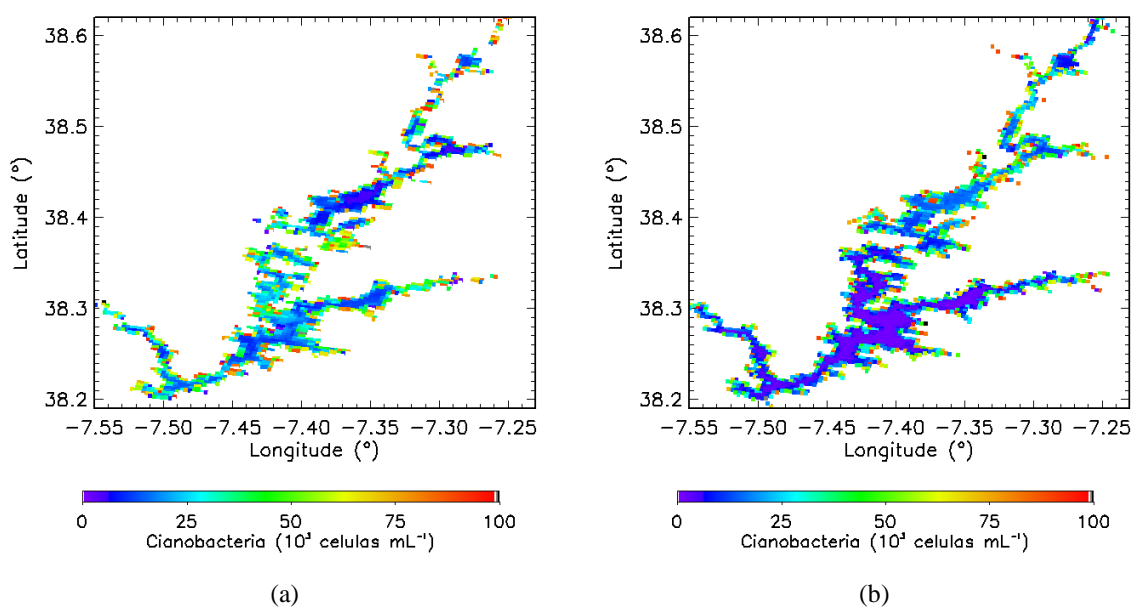 38.6
38.5
38.4
38.3
38.2
Latitude (°)
−7.55 −7.50 −7.45 −7.40 −7.35 −7.30 −7.25
Longitude (°)
0 25 50 75 100
Cianobacteria (10³ celulas mL⁻¹)
(a)
38.6
38.5
38.4
38.3
38.2
Latitude (°)
−7.55 −7.50 −7.45 −7.40 −7.35 −7.30 −7.25
Longitude (°)
0 25 50 75 100
Cianobacteria (10³ celulas mL⁻¹)
(b)